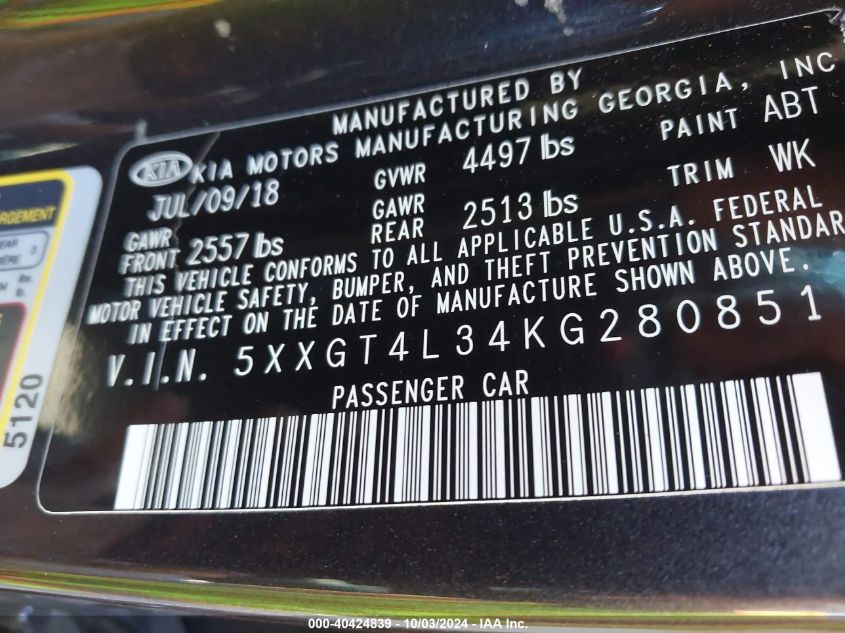 MANUFACTURED BY
KIA KIA MOTORS MANUFACTURING GEORGIA, INC
JUL/09/18 GVWR 4497 lbs PAINT ABT
GAWR FRONT 2557 lbs GAWR REAR 2513 lbs TRIM WK
THIS VEHICLE CONFORMS TO ALL APPLICABLE U.S.A. FEDERAL
MOTOR VEHICLE SAFETY, BUMPER, AND THEFT PREVENTION STANDAR
IN EFFECT ON THE DATE OF MANUFACTURE SHOWN ABOVE.
V.I.N. 5XXGT4L34KG280851
PASSENGER CAR
5120
000-40424839 - 10/03/2024 - IAA Inc.